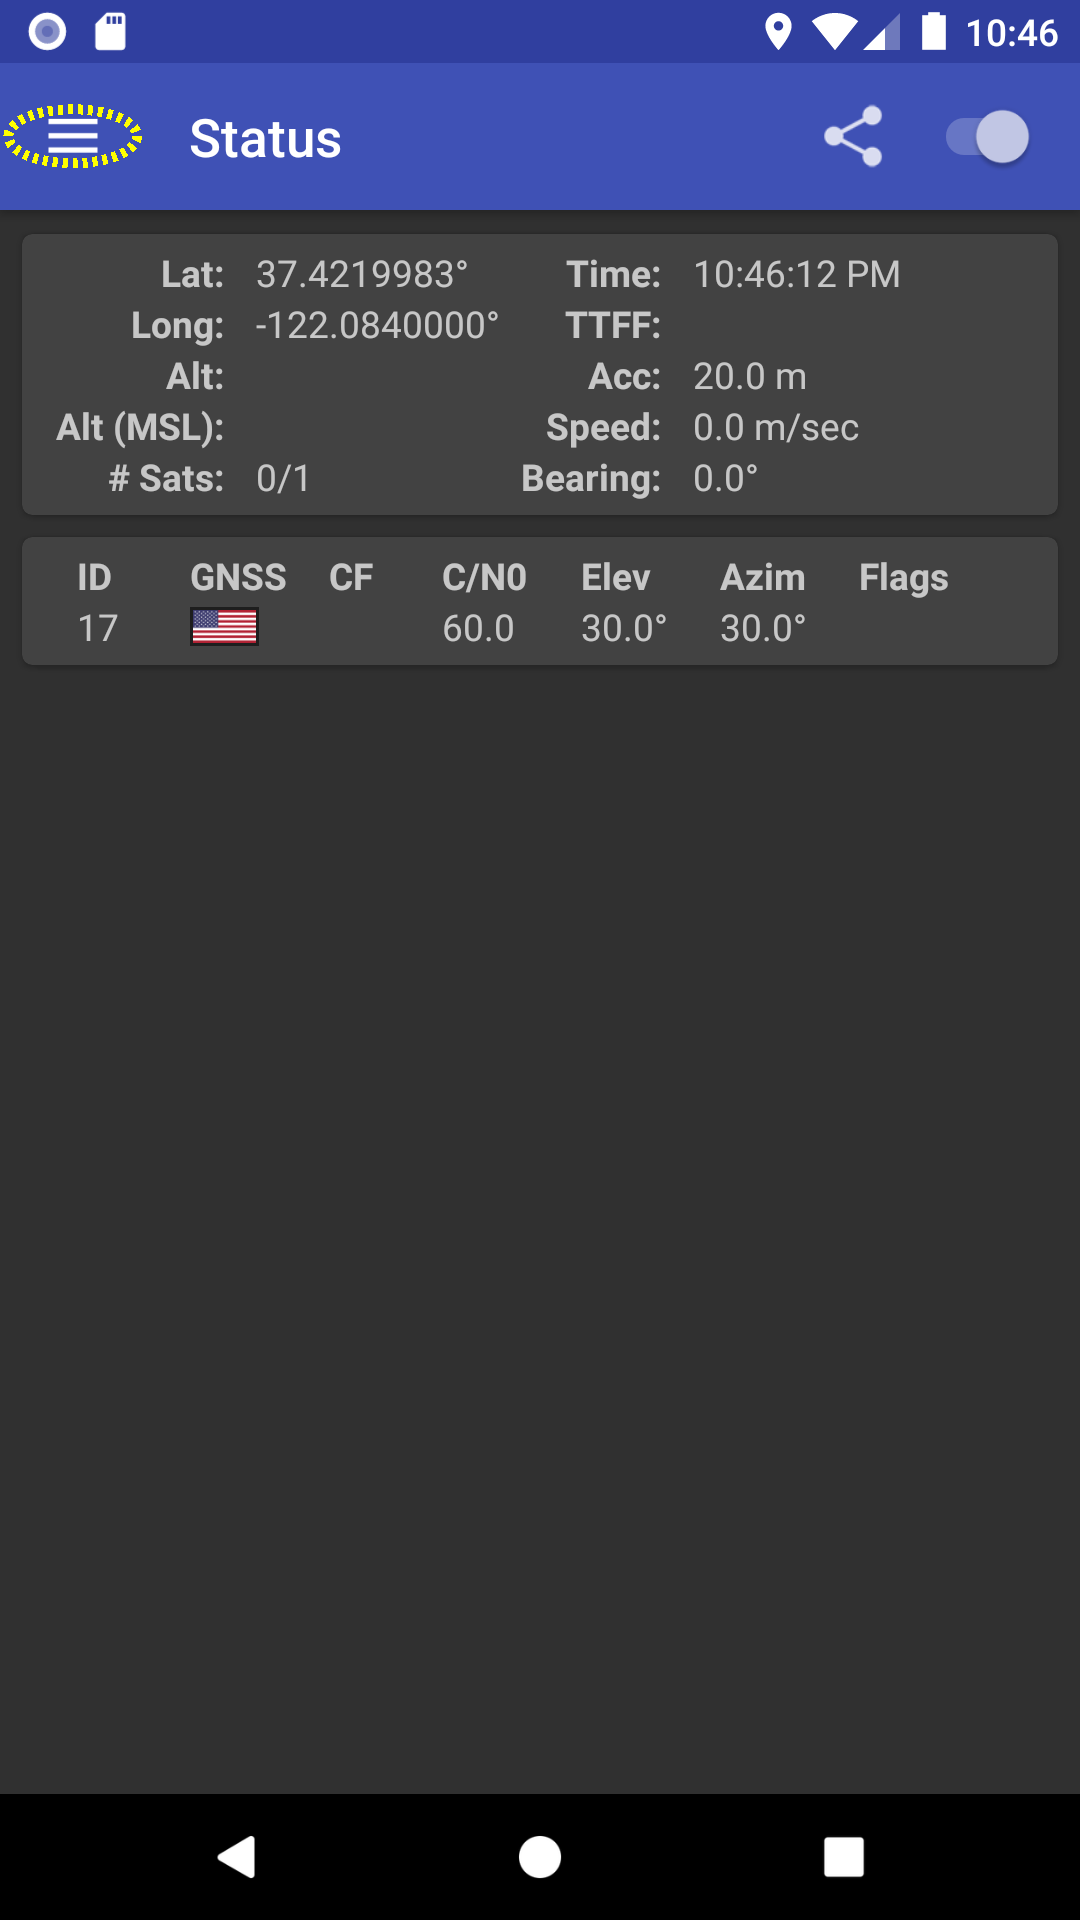 10:46
Status
Lat: 37.4219983° Time: 10:46:12 PM
Long: -122.0840000° TTFF:
Alt: Acc: 20.0 m
Alt (MSL): Speed: 0.0 m/sec
# Sats: 0/1 Bearing: 0.0°
ID GNSS CF C/N0 Elev Azim Flags
17 60.0 30.0° 30.0°